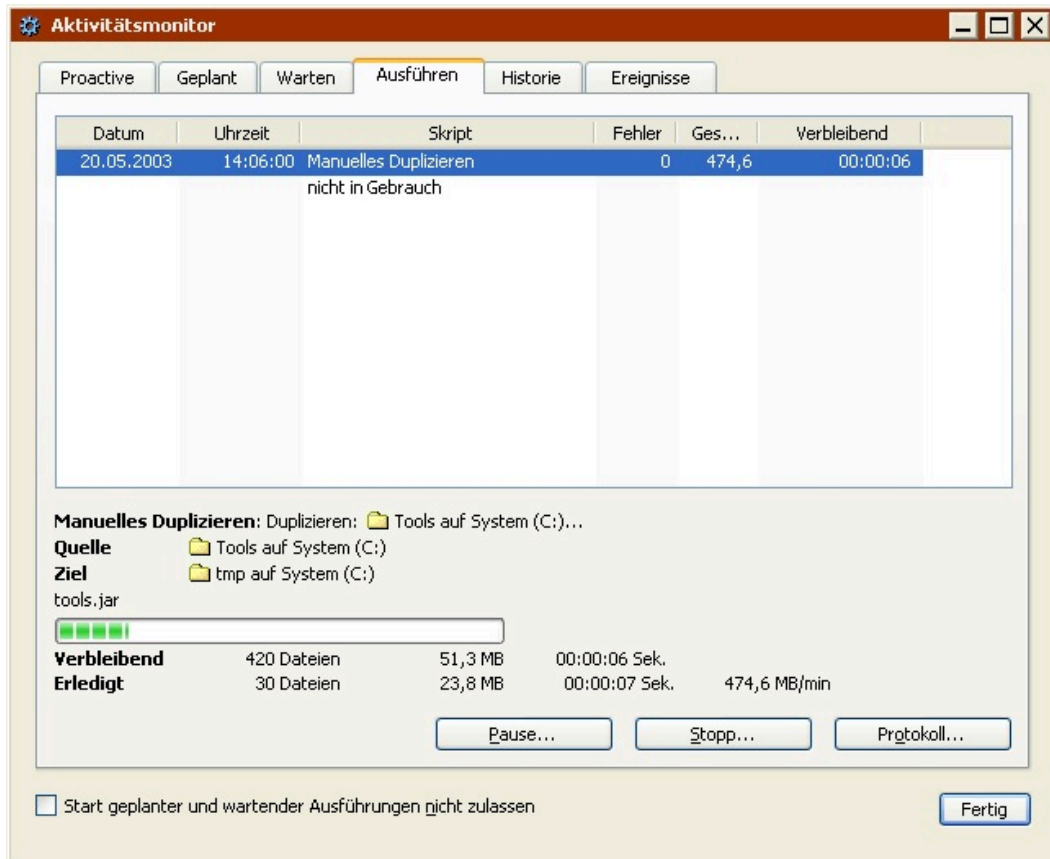 Aktivitätsmonitor
Proactive Geplant Warten Ausführen Historie Ereignisse
Datum Uhrzeit Skript Fehler Ges... Verbleibend
20.05.2003 14:06:00 Manuelles Duplizieren 0 474,6 00:00:06
nicht in Gebrauch
Manuelles Duplizieren: Duplizieren: Tools auf System (C:)...
Quelle Tools auf System (C:)
Ziel tmp auf System (C:)
tools.jar
Verbleibend 420 Dateien 51,3 MB 00:00:06 Sek.
Erledigt 30 Dateien 23,8 MB 00:00:07 Sek. 474,6 MB/min
Pause... Stopp... Protokoll...
Start geplanter und wartender Ausführungen nicht zulassen Fertig